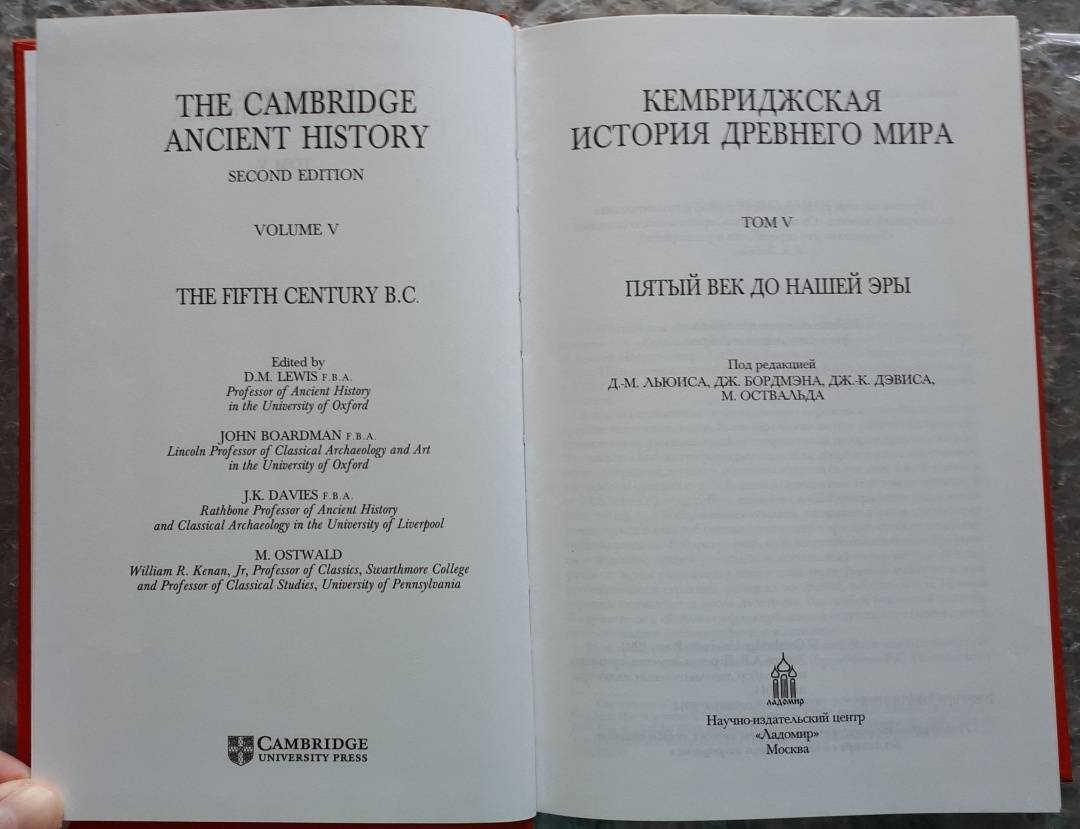 THE CAMBRIDGE
ANCIENT HISTORY
SECOND EDITION
VOLUME V
THE FIFTH CENTURY B.C.
Edited by
D.M. LEWIS F.B.A.
Professor of Ancient History
in the University of Oxford
JOHN BOARDMAN F.B.A.
Lincoln Professor of Classical Archaeology and Art
in the University of Oxford
J.K. DAVIES F.B.A.
Rathbone Professor of Ancient History
and Classical Archaeology in the University of Liverpool
M. OSTWALD
William R. Kenan, Jr, Professor of Classics, Swarthmore College
and Professor of Classical Studies, University of Pennsylvania
CAMBRIDGE
UNIVERSITY PRESS
КЕМБРИДЖСКАЯ
ИСТОРИЯ ДРЕВНЕГО МИРА
ТОМ V
ПЯТЫЙ ВЕК ДО НАШЕЙ ЭРЫ
Под редакцией
Д.-М. ЛЬЮИСА, ДЖ. БОРДМЭНА, ДЖ.-К. ДЭВИСА,
М. ОСТВАЛЬДА
ладомир
Научно-издательский центр
«Ладомир»
Москва